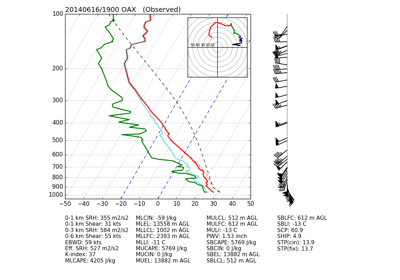 20140616/1900 OAX (Observed)
100
200
300
400
500
600
700
800
900
1000
50 40 30 20 10
−50 −40 −30 −20 −10 0 10 20 30 40 50
0-1 km SRH: 355 m2/s2 MLCIN: -59 J/kg MULCL: 512 m AGL SBLFC: 612 m AGL
0-1 km Shear: 31 kts MLEL: 13558 m AGL MULFC: 612 m AGL SBLI: -13 C
0-3 km SRH: 584 m2/s2 MLLCL: 1002 m AGL MULI: -13 C SCP: 60.9
0-6 km Shear: 55 kts MLLFC: 2393 m AGL PWV: 1.53 inch SHIP: 4.9
EBWD: 59 kts MLLI: -11 C SBCAPE: 5769 J/kg STP(cin): 13.9
Eff. SRH: 527 m2/s2 MUCAPE: 5769 J/kg SBCIN: 0 J/kg STP(fix): 13.7
K-index: 37 MUCIN: 0 J/kg SBEL: 13882 m AGL
MLCAPE: 4205 J/kg MUEL: 13882 m AGL SBLCL: 512 m AGL